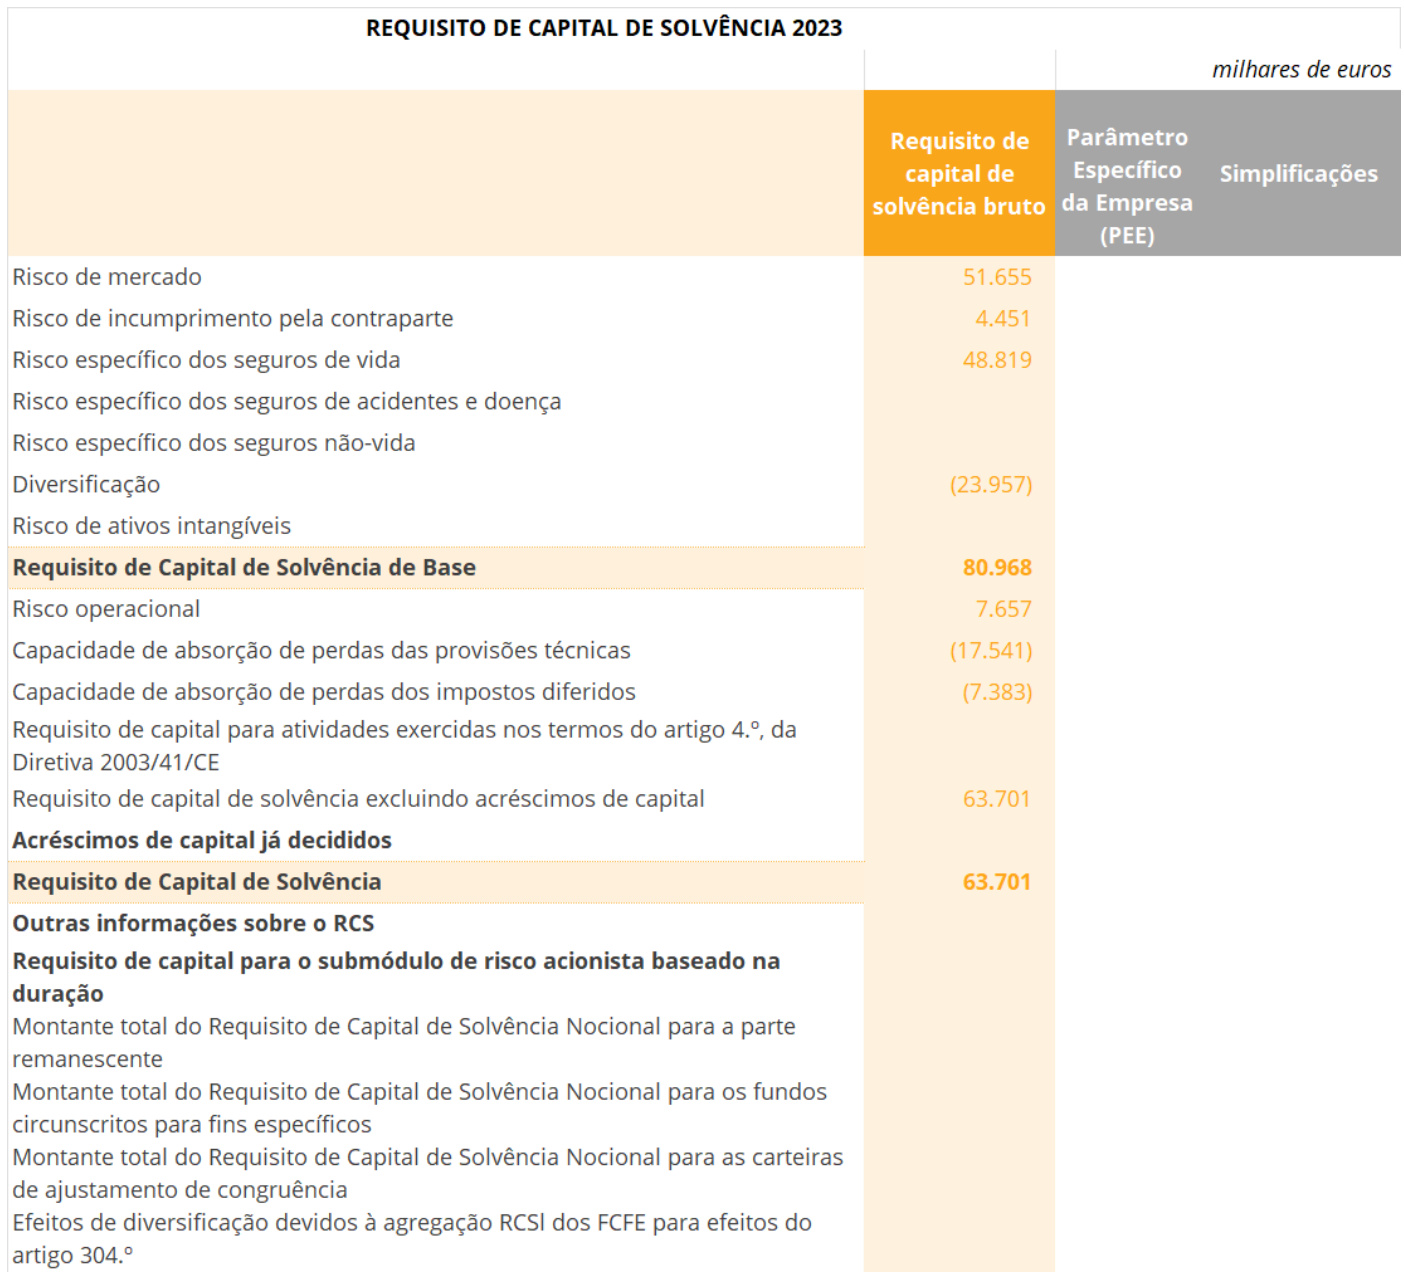 REQUISITO DE CAPITAL DE SOLVÊNCIA 2023
milhares de euros
Requisito de
capital de
solvência bruto
Parâmetro
Específico
da Empresa
(PEE)
Simplificações
Risco de mercado 51.655
Risco de incumprimento pela contraparte 4.451
Risco específico dos seguros de vida 48.819
Risco específico dos seguros de acidentes e doença
Risco específico dos seguros não-vida
Diversificação (23.957)
Risco de ativos intangíveis
Requisito de Capital de Solvência de Base 80.968
Risco operacional 7.657
Capacidade de absorção de perdas das provisões técnicas (17.541)
Capacidade de absorção de perdas dos impostos diferidos (7.383)
Requisito de capital para atividades exercidas nos termos do artigo 4.º, da
Diretiva 2003/41/CE
Requisito de capital de solvência excluindo acréscimos de capital 63.701
Acréscimos de capital já decididos
Requisito de Capital de Solvência 63.701
Outras informações sobre o RCS
Requisito de capital para o submódulo de risco acionista baseado na
duração
Montante total do Requisito de Capital de Solvência Nocional para a parte
remanescente
Montante total do Requisito de Capital de Solvência Nocional para os fundos
circunscritos para fins específicos
Montante total do Requisito de Capital de Solvência Nocional para as carteiras
de ajustamento de congruência
Efeitos de diversificação devidos à agregação RCSl dos FCFE para efeitos do
artigo 304.º